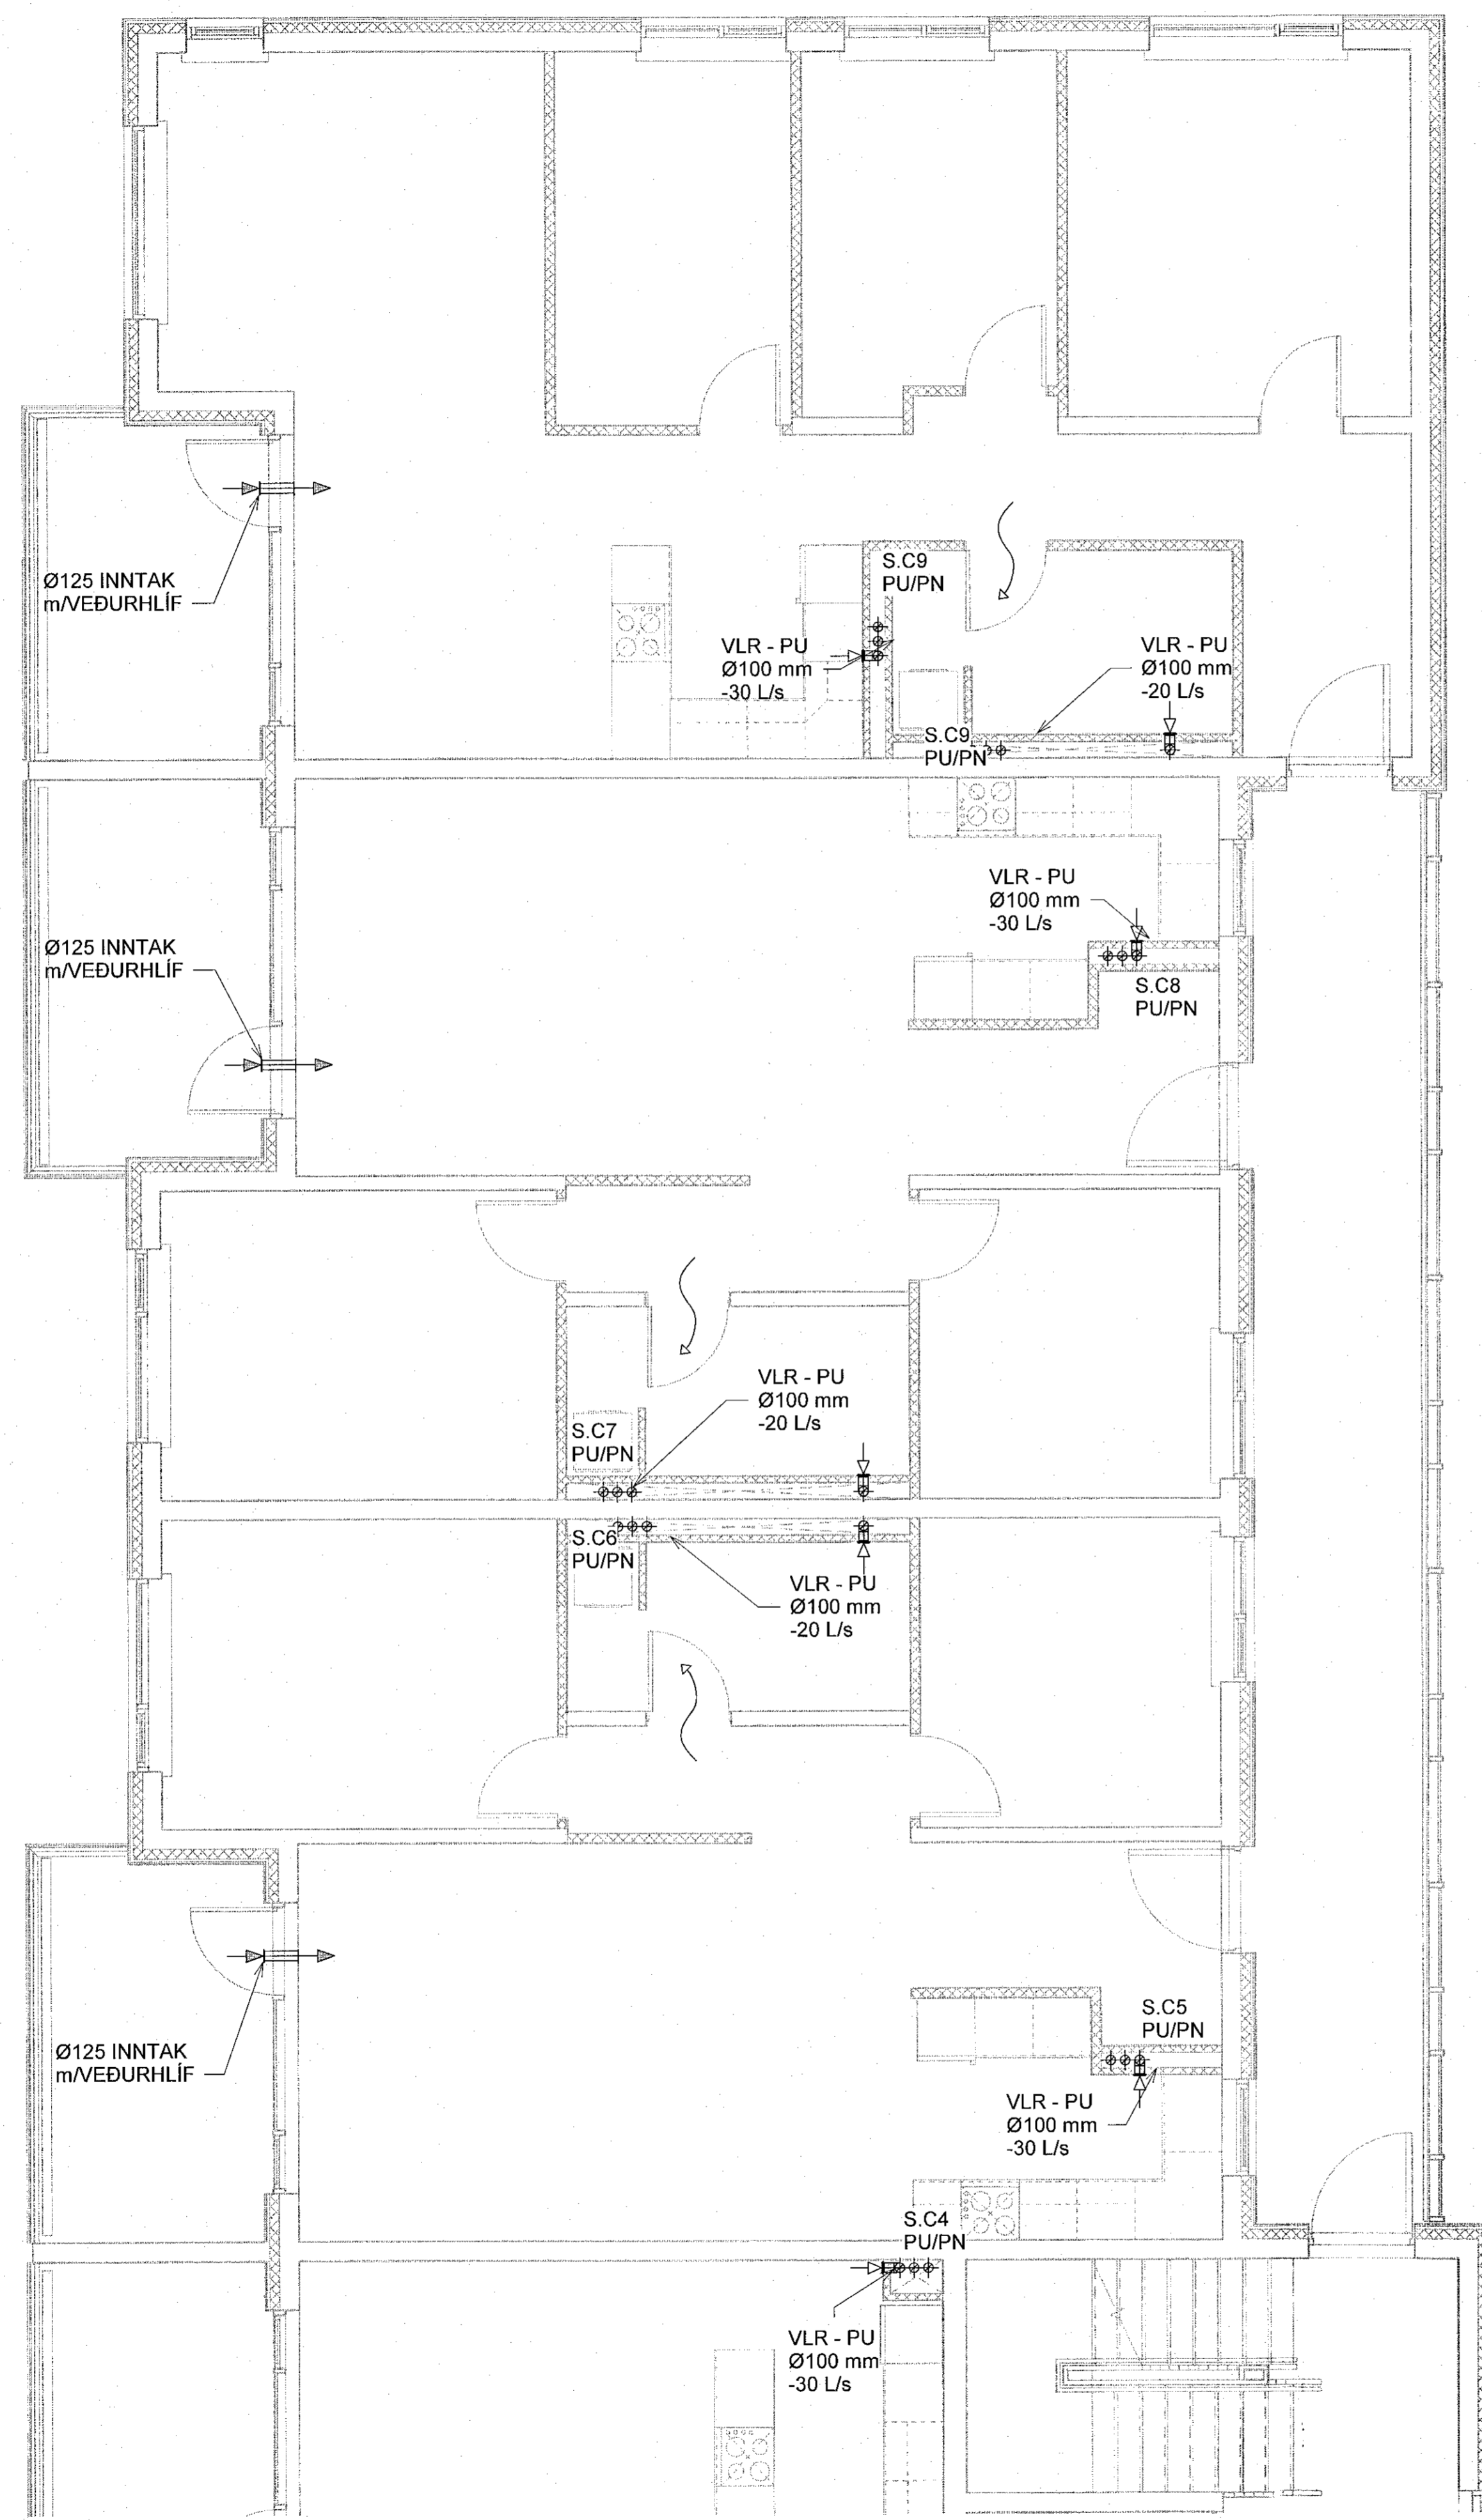 S.C9
PU/PN
Ø125 INNTAK
m/VEÐURHLÍF
VLR - PU
Ø100 mm
-30 L/s
VLR - PU
Ø100 mm
-20 L/s
S.C9
PU/PN
VLR - PU
Ø100 mm
-30 L/s
Ø125 INNTAK
m/VEÐURHLÍF
S.C8
PU/PN
VLR - PU
Ø100 mm
-20 L/s
S.C7
PU/PN
S.C6
PU/PN
VLR - PU
Ø100 mm
-20 L/s
S.C5
PU/PN
Ø125 INNTAK
m/VEÐURHLÍF
VLR - PU
Ø100 mm
-30 L/s
S.C4
PU/PN
VLR - PU
Ø100 mm
-30 L/s